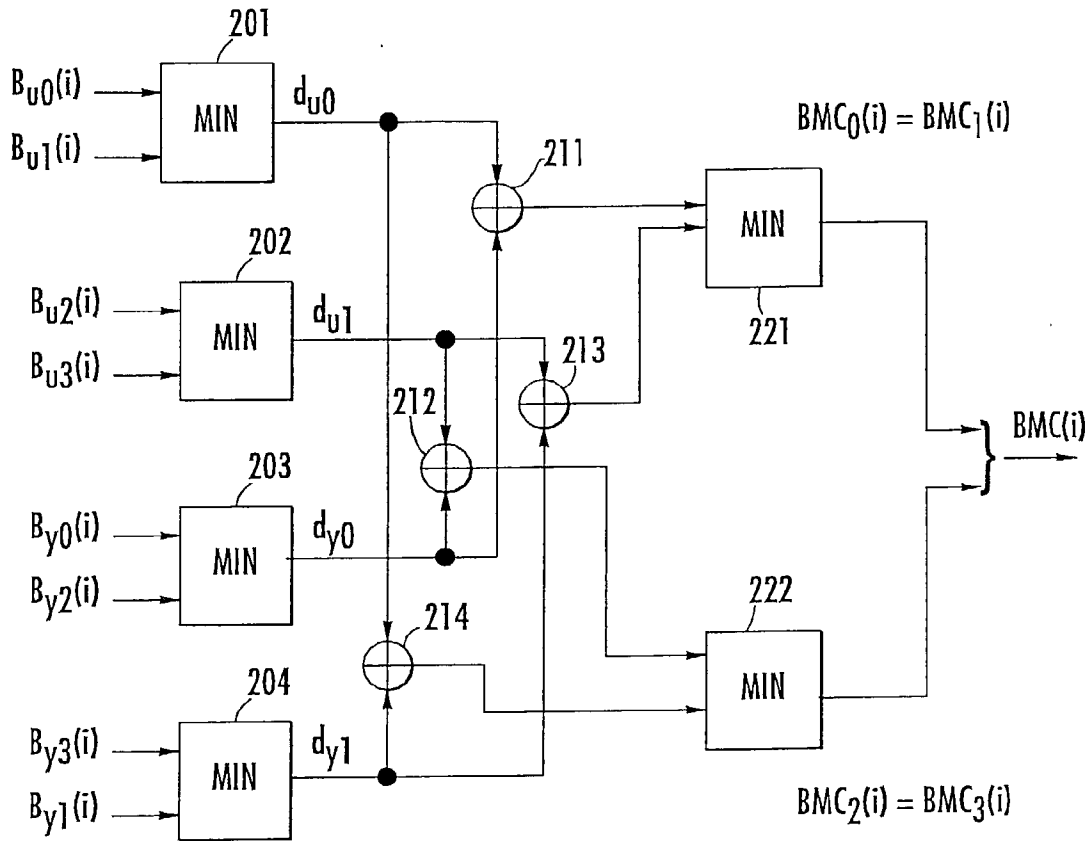 201
B_u0(i)
B_u1(i)
MIN
d_u0
BMC_0(i) = BMC_1(i)
211
MIN
221
202
B_u2(i)
B_u3(i)
MIN
d_u1
213
212
BMC(i)
203
B_y0(i)
B_y2(i)
MIN
d_y0
214
222
MIN
204
B_y3(i)
B_y1(i)
MIN
d_y1
BMC_2(i) = BMC_3(i)